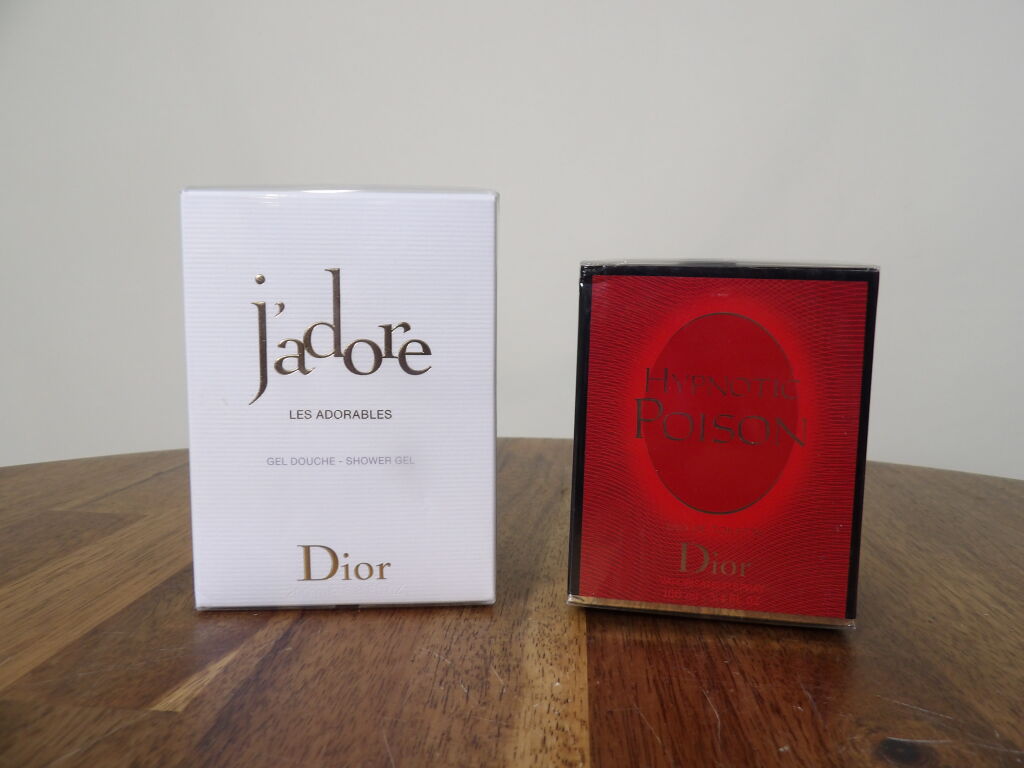 j'adore
LES ADORABLES
GEL DOUCHE - SHOWER GEL
Dior
HYPNOTIC
POISON
Dior